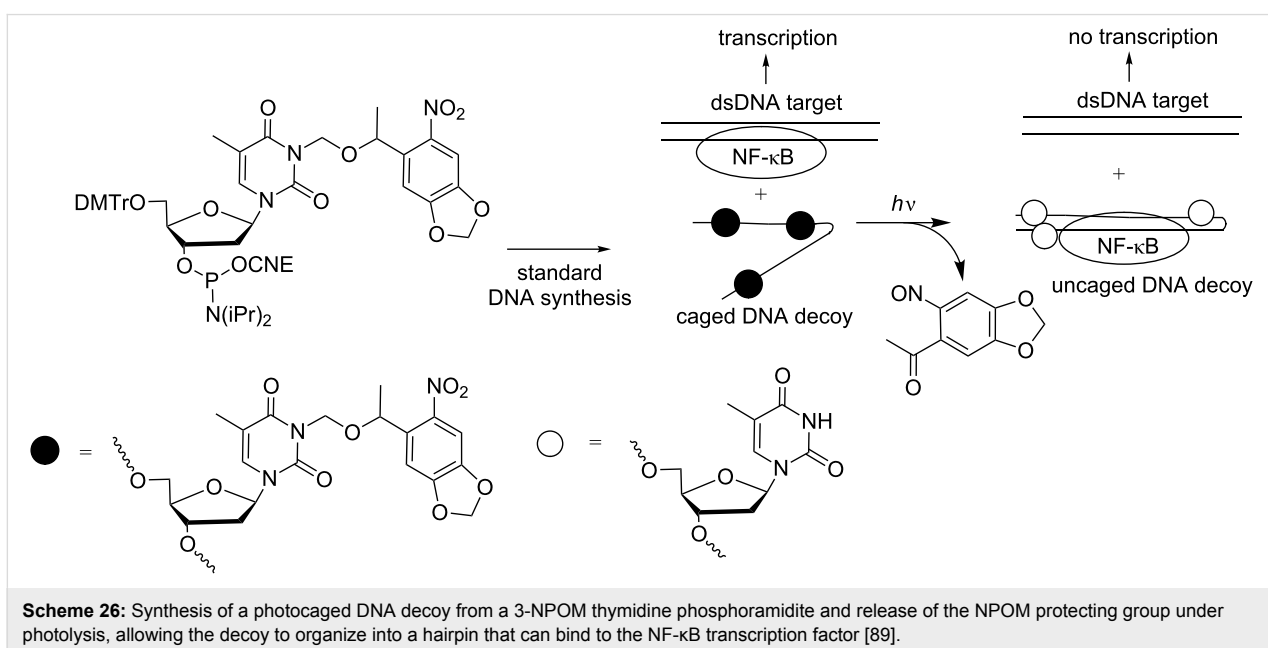 transcription
no transcription
dsDNA target
dsDNA target
NF-κB
+
+
hν
NF-κB
caged DNA decoy
uncaged DNA decoy
O
NO2
N
O
N
O
O
O
DMTrO
O
O
P
OCNE
N(iPr)2
standard
DNA synthesis
ON
O
O
O
=
O
NO2
N
O
N
O
O
O
O
O
O
=
O
NH
N
O
O
O
O
Scheme 26: Synthesis of a photocaged DNA decoy from a 3-NPOM thymidine phosphoramidite and release of the NPOM protecting group under
photolysis, allowing the decoy to organize into a hairpin that can bind to the NF-κB transcription factor [89].